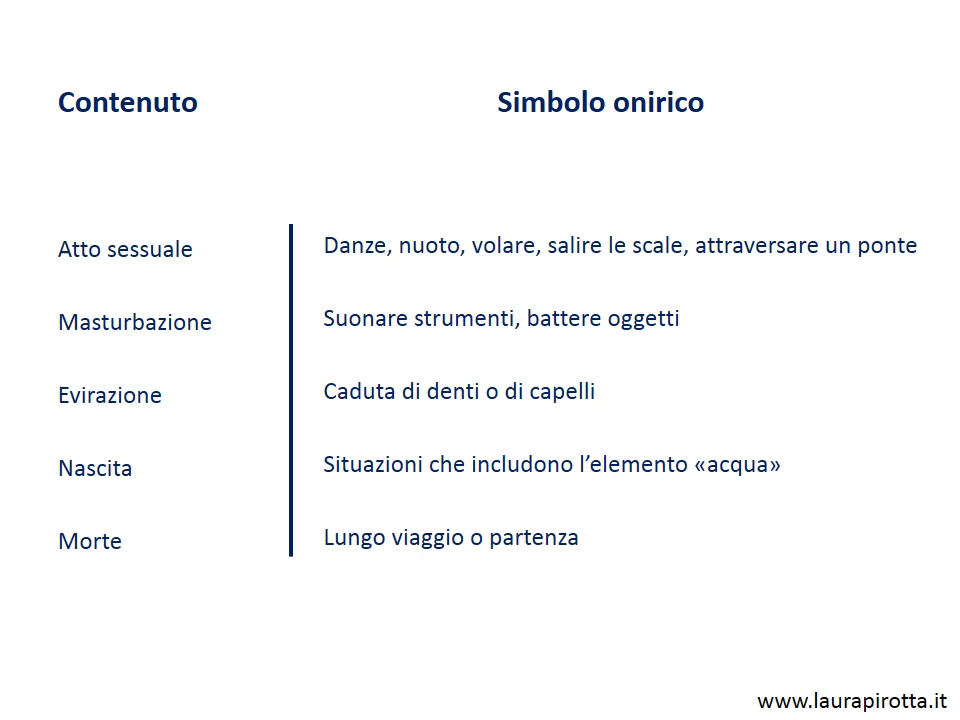 Contenuto
Simbolo onirico
Atto sessuale
Danze, nuoto, volare, salire le scale, attraversare un ponte
Masturbazione
Suonare strumenti, battere oggetti
Evirazione
Caduta di denti o di capelli
Nascita
Situazioni che includono l’elemento «acqua»
Morte
Lungo viaggio o partenza
www.laurapirotta.it